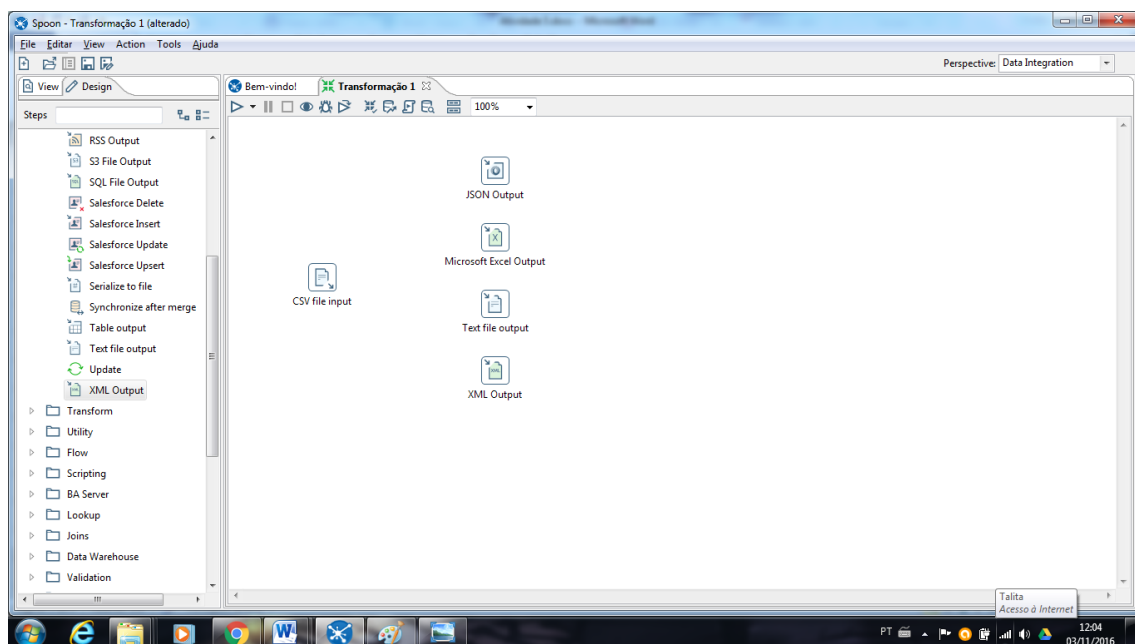 Spoon - Transformação 1 (alterado)
File Editar View Action Tools Ajuda
Perspective: Data Integration
View Design
Bem-vindo! Transformação 1
Steps
100%
RSS Output
S3 File Output
SQL File Output
Salesforce Delete
Salesforce Insert
Salesforce Update
Salesforce Upsert
Serialize to file
Synchronize after merge
Table output
Text file output
Update
XML Output
Transform
Utility
Flow
Scripting
BA Server
Lookup
Joins
Data Warehouse
Validation
JSON Output
Microsoft Excel Output
CSV file input
Text file output
XML Output
Talita
Acesso à Internet
PT
12:04
03/11/2016